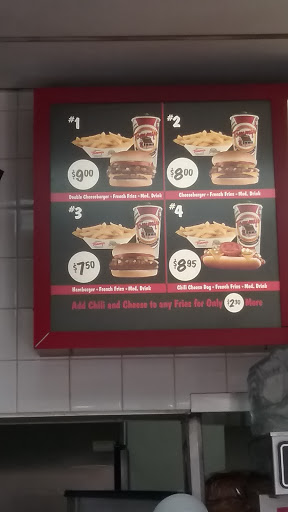 #1
$9.00
Double Cheeseburger • French Fries • Med. Drink
#2
$8.00
Cheeseburger • French Fries • Med. Drink
#3
$7.50
Hamburger • French Fries • Med. Drink
#4
$8.95
Chili Cheese Dog • French Fries • Med. Drink
Add Chili and Cheese to any Fries for Only $2.30 More